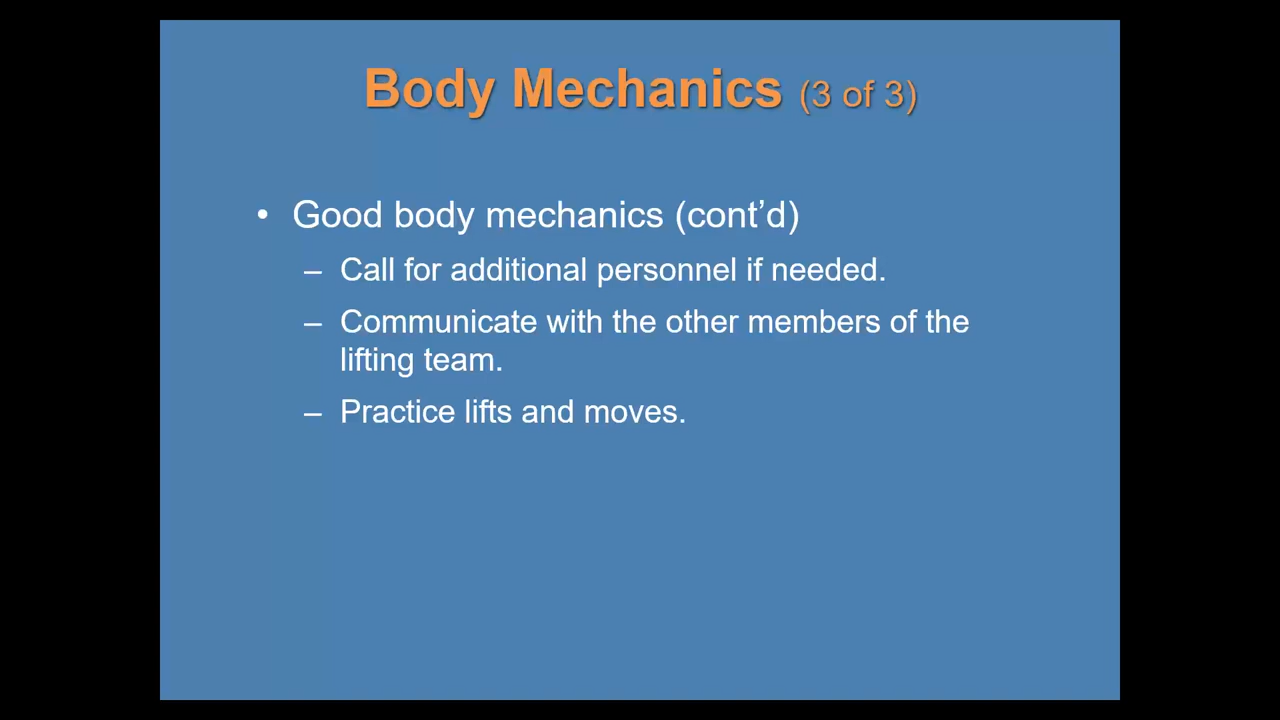 Body Mechanics (3 of 3)
• Good body mechanics (cont’d)
– Call for additional personnel if needed.
– Communicate with the other members of the
lifting team.
– Practice lifts and moves.